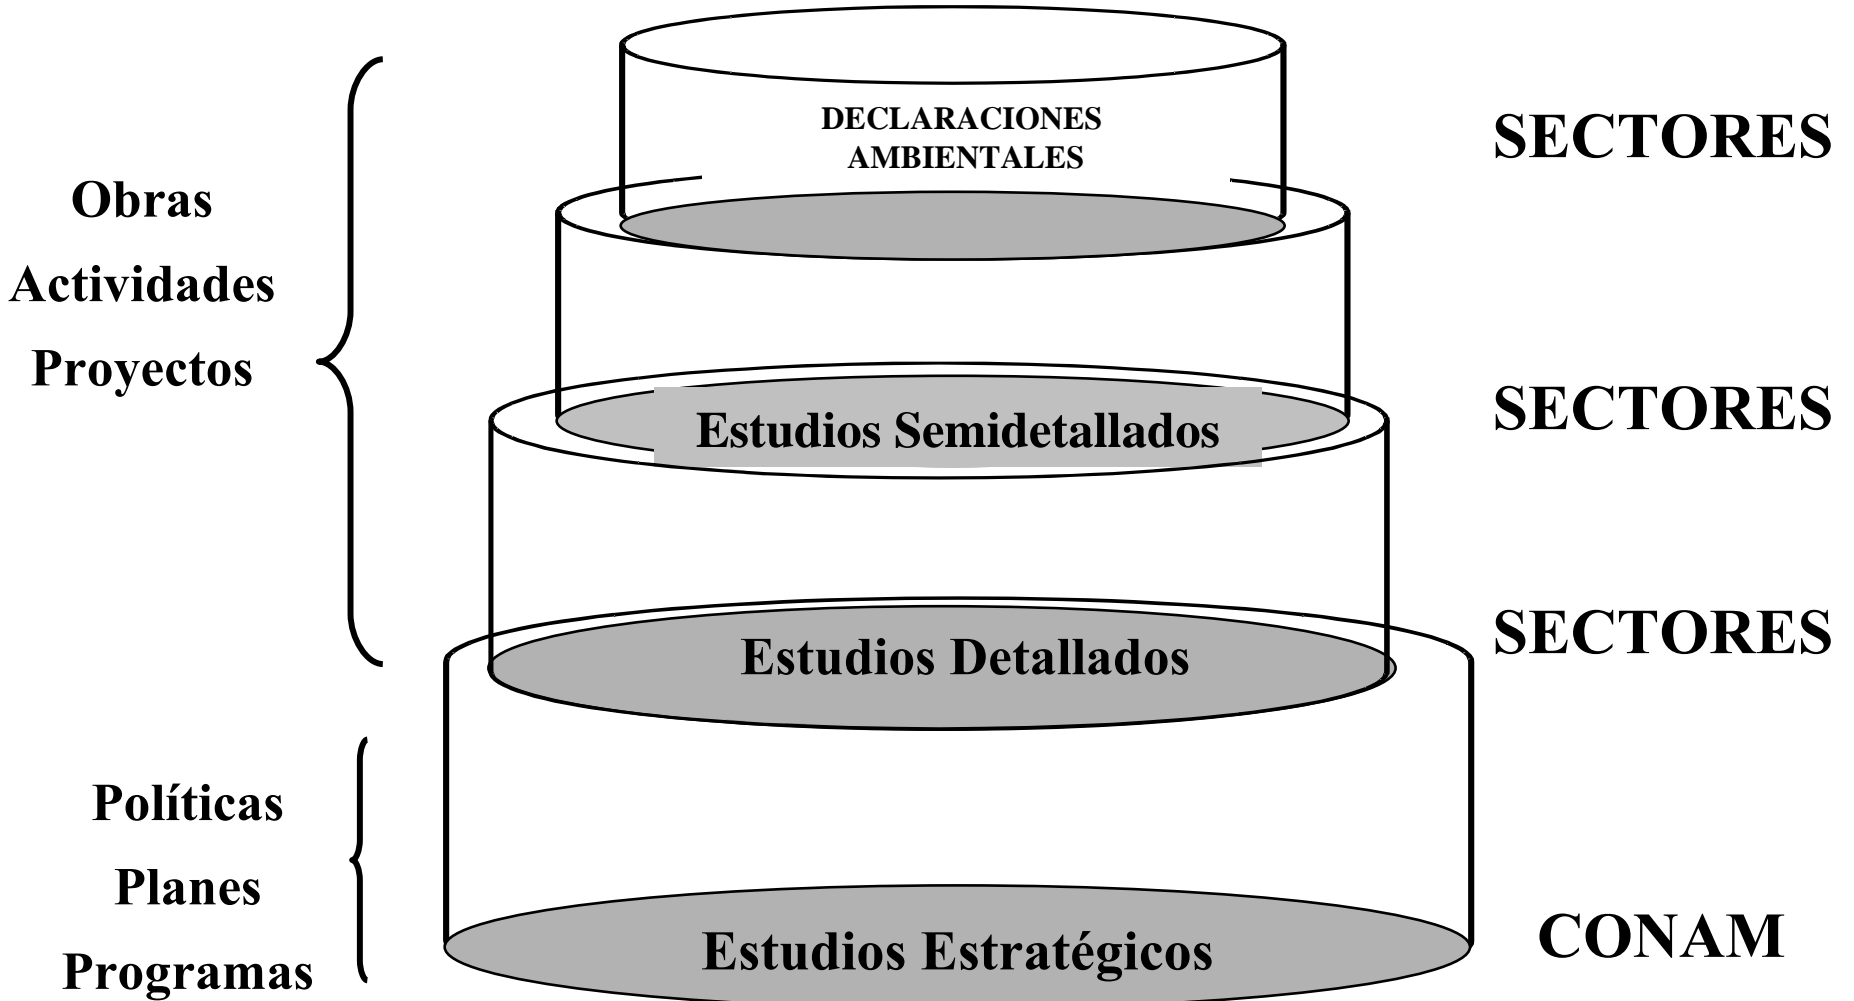 DECLARACIONES
AMBIENTALES
SECTORES
Obras
Actividades
Proyectos
Estudios Semidetallados
SECTORES
Estudios Detallados
SECTORES
Políticas
Planes
Programas
Estudios Estratégicos
CONAM